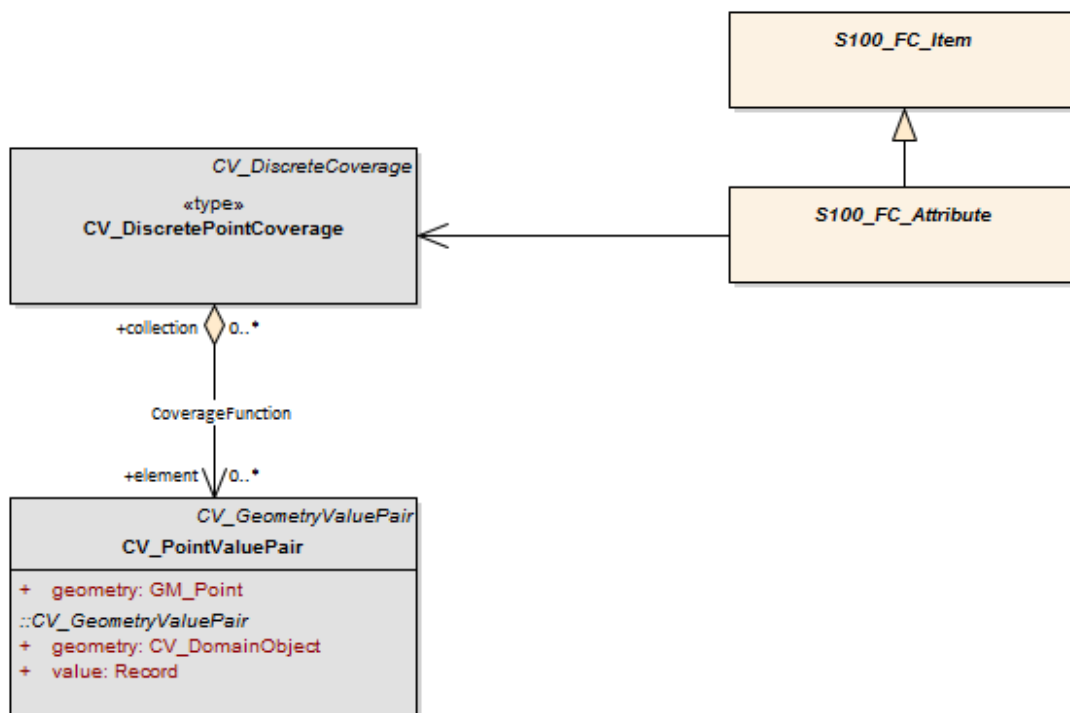 S100_FC_Item
CV_DiscreteCoverage
«type»
CV_DiscretePointCoverage
S100_FC_Attribute
+collection 0..*
CoverageFunction
+element 0..*
CV_GeometryValuePair
CV_PointValuePair
+ geometry: GM_Point
::CV_GeometryValuePair
+ geometry: CV_DomainObject
+ value: Record